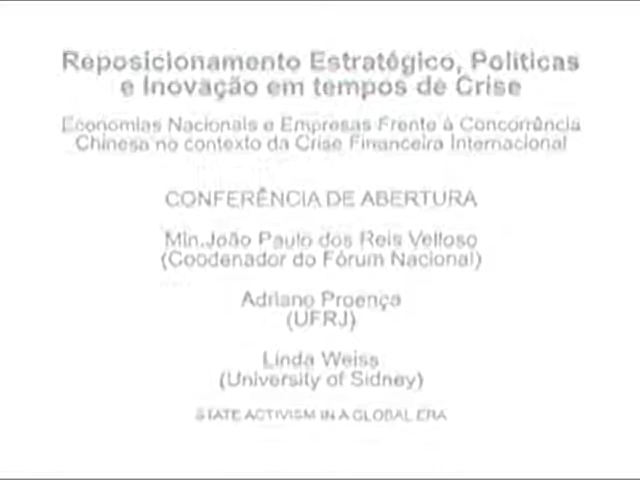 Reposicionamento Estratégico, Políticas
e Inovação em tempos de Crise
Economias Nacionais e Empresas Frente à Concorrência
Chinesa no contexto da Crise Financeira Internacional
CONFERÊNCIA DE ABERTURA
Min.João Paulo dos Reis Velloso
(Coodenador do Fórum Nacional)
Adriano Proença
(UFRJ)
Linda Weiss
(University of Sidney)
STATE ACTIVISM IN A GLOBAL ERA